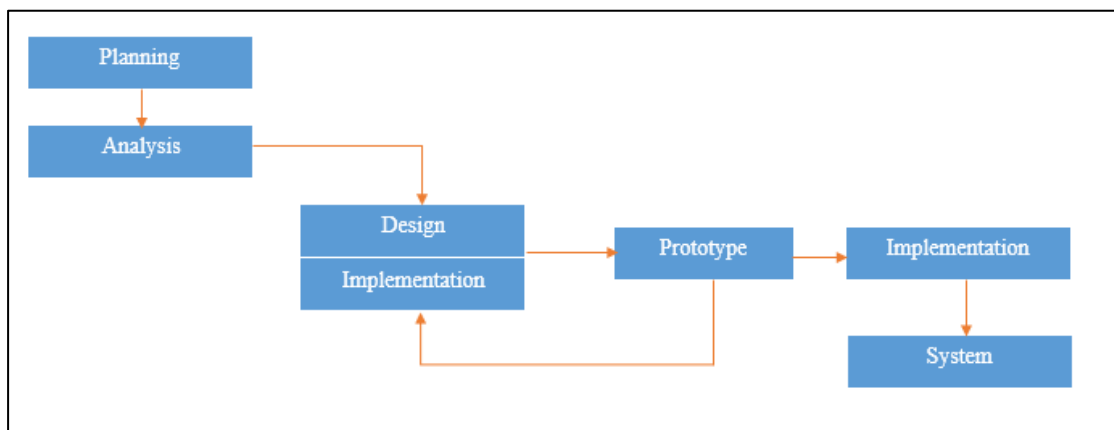 Planning
Analysis
Design
Implementation
Prototype
Implementation
System